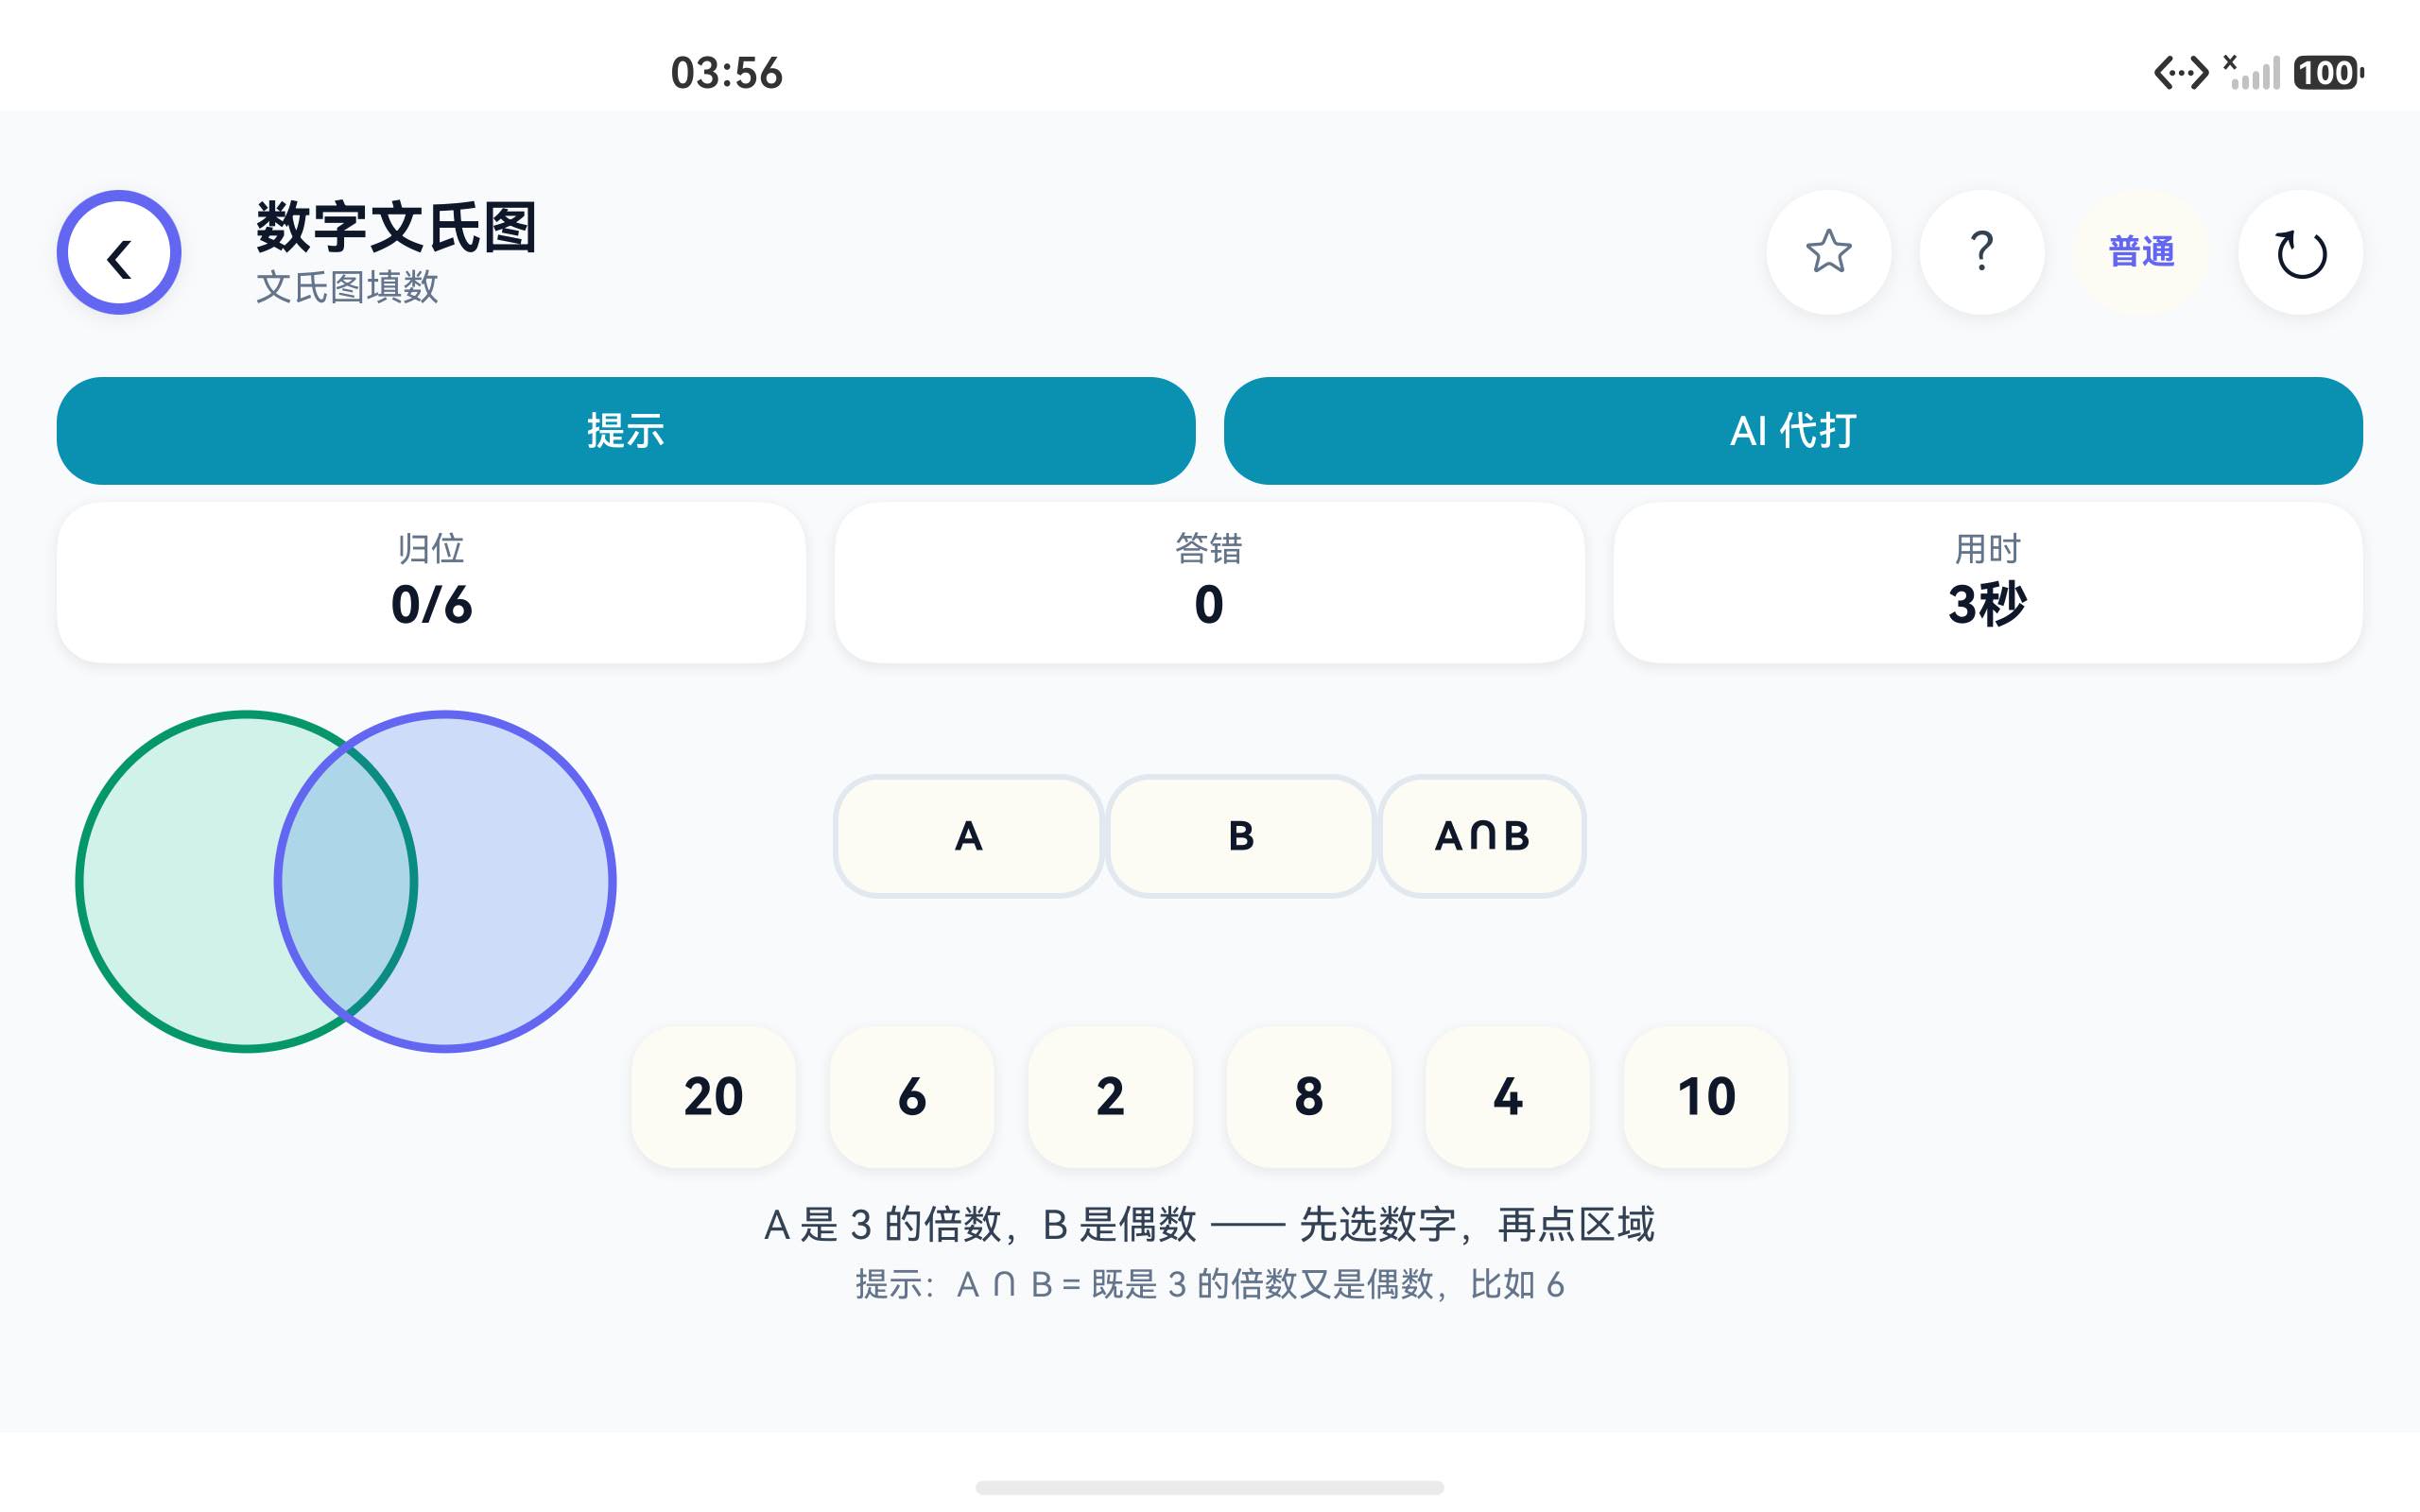 03:56
100
数字文氏图
文氏图填数
?
普通
提示
AI 代打
归位
0/6
答错
0
用时
3秒
A
B
A∩B
20
6
2
8
4
10
A 是 3 的倍数，B 是偶数 —— 先选数字，再点区域
提示：A ∩ B = 既是 3 的倍数又是偶数，比如 6